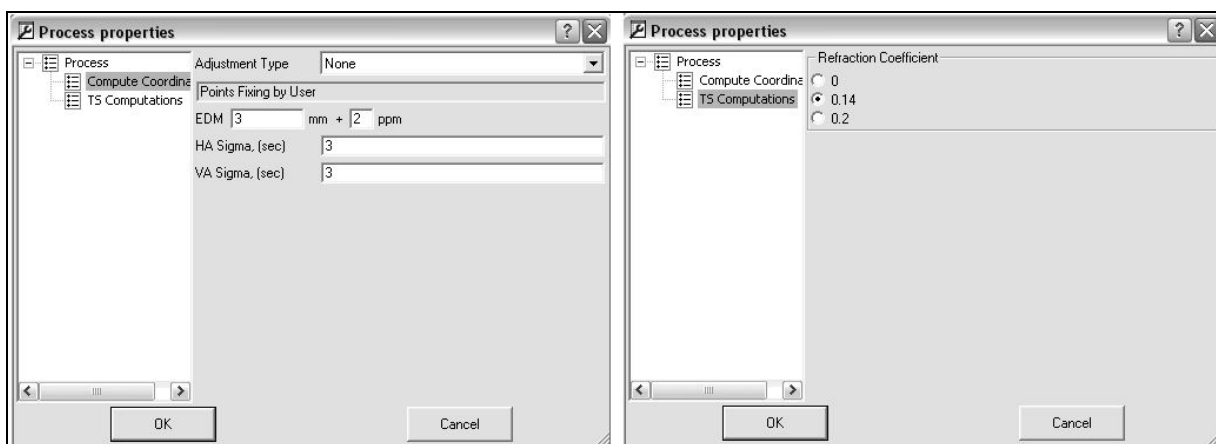 Process properties
Process
Compute Coordina
TS Computations
Adjustment Type None
Points Fixing by User
EDM 3 mm + 2 ppm
HA Sigma, (sec) 3
VA Sigma, (sec) 3
OK Cancel
Process properties
Process
Compute Coordina
TS Computations
Refraction Coefficient
0
0.14
0.2
OK Cancel